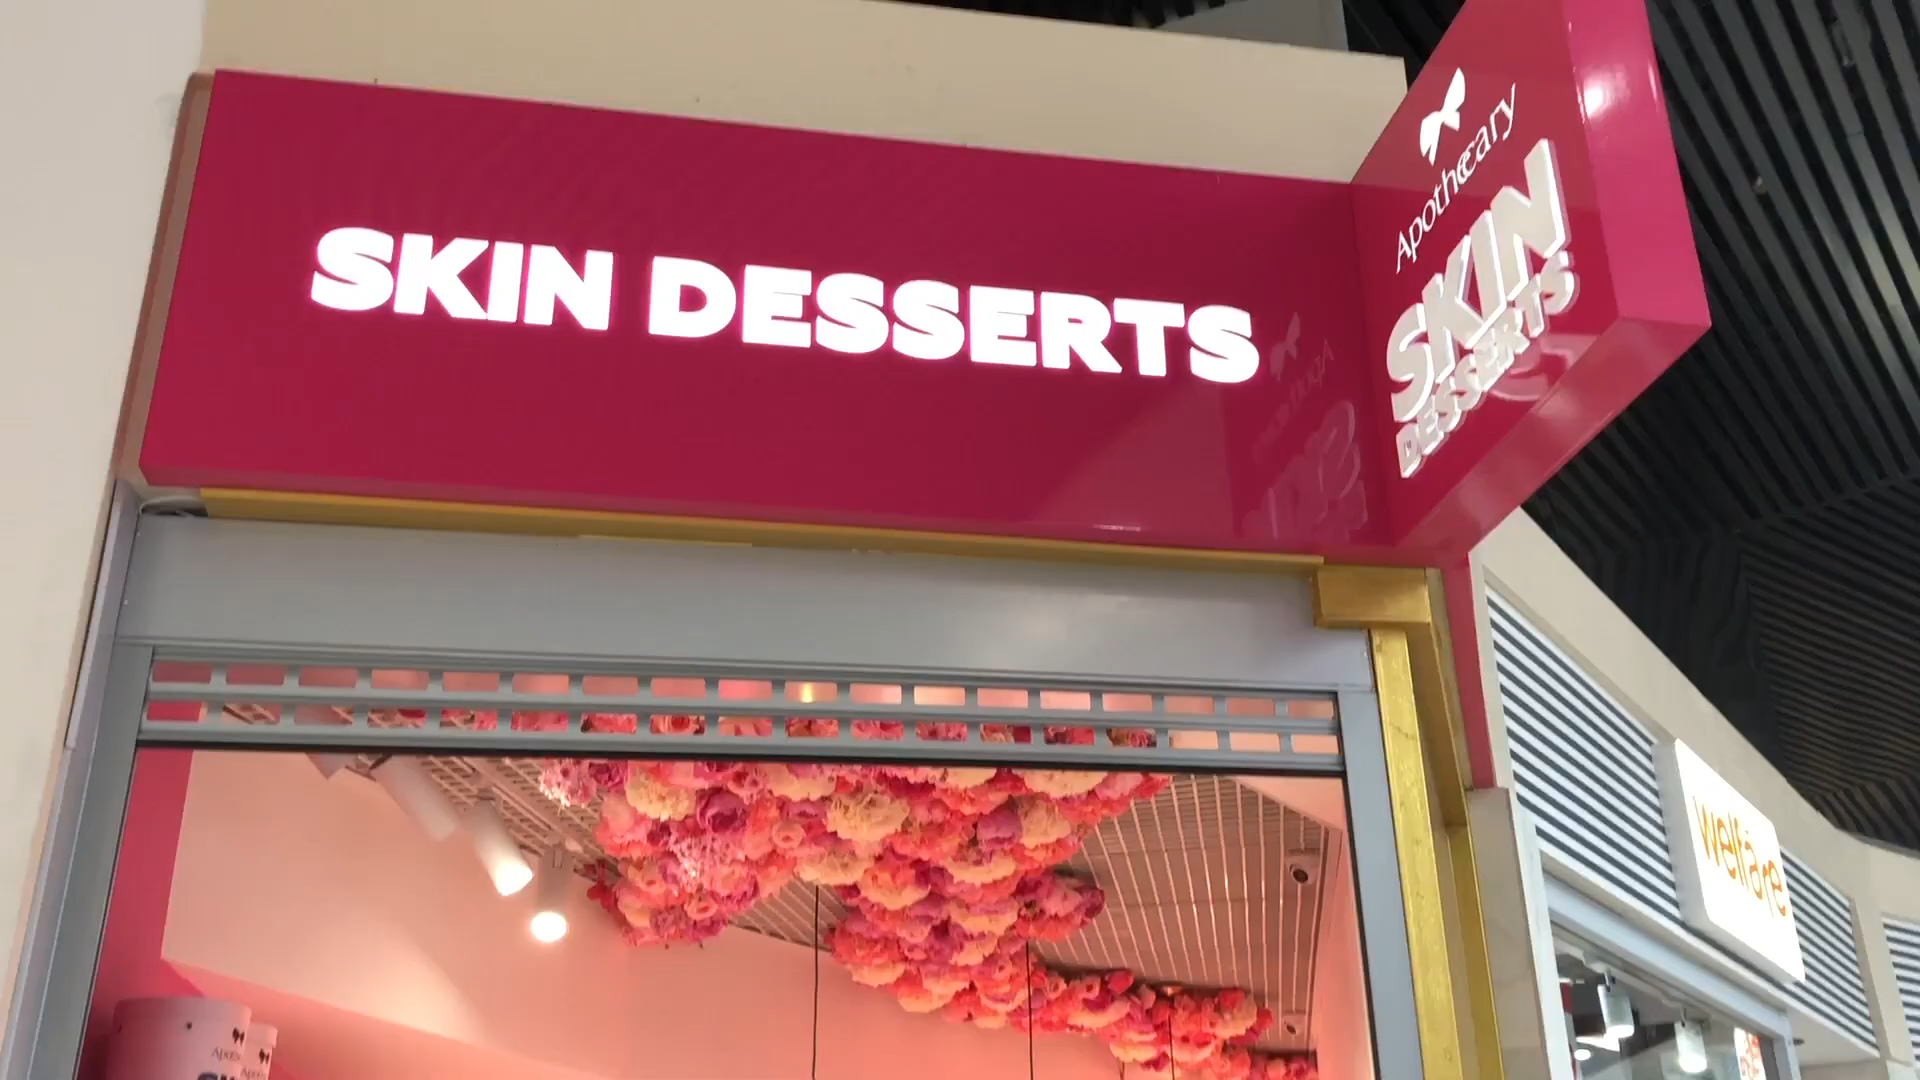 SKIN DESSERTS
Apothecary
SKIN
DESSERTS
welfare